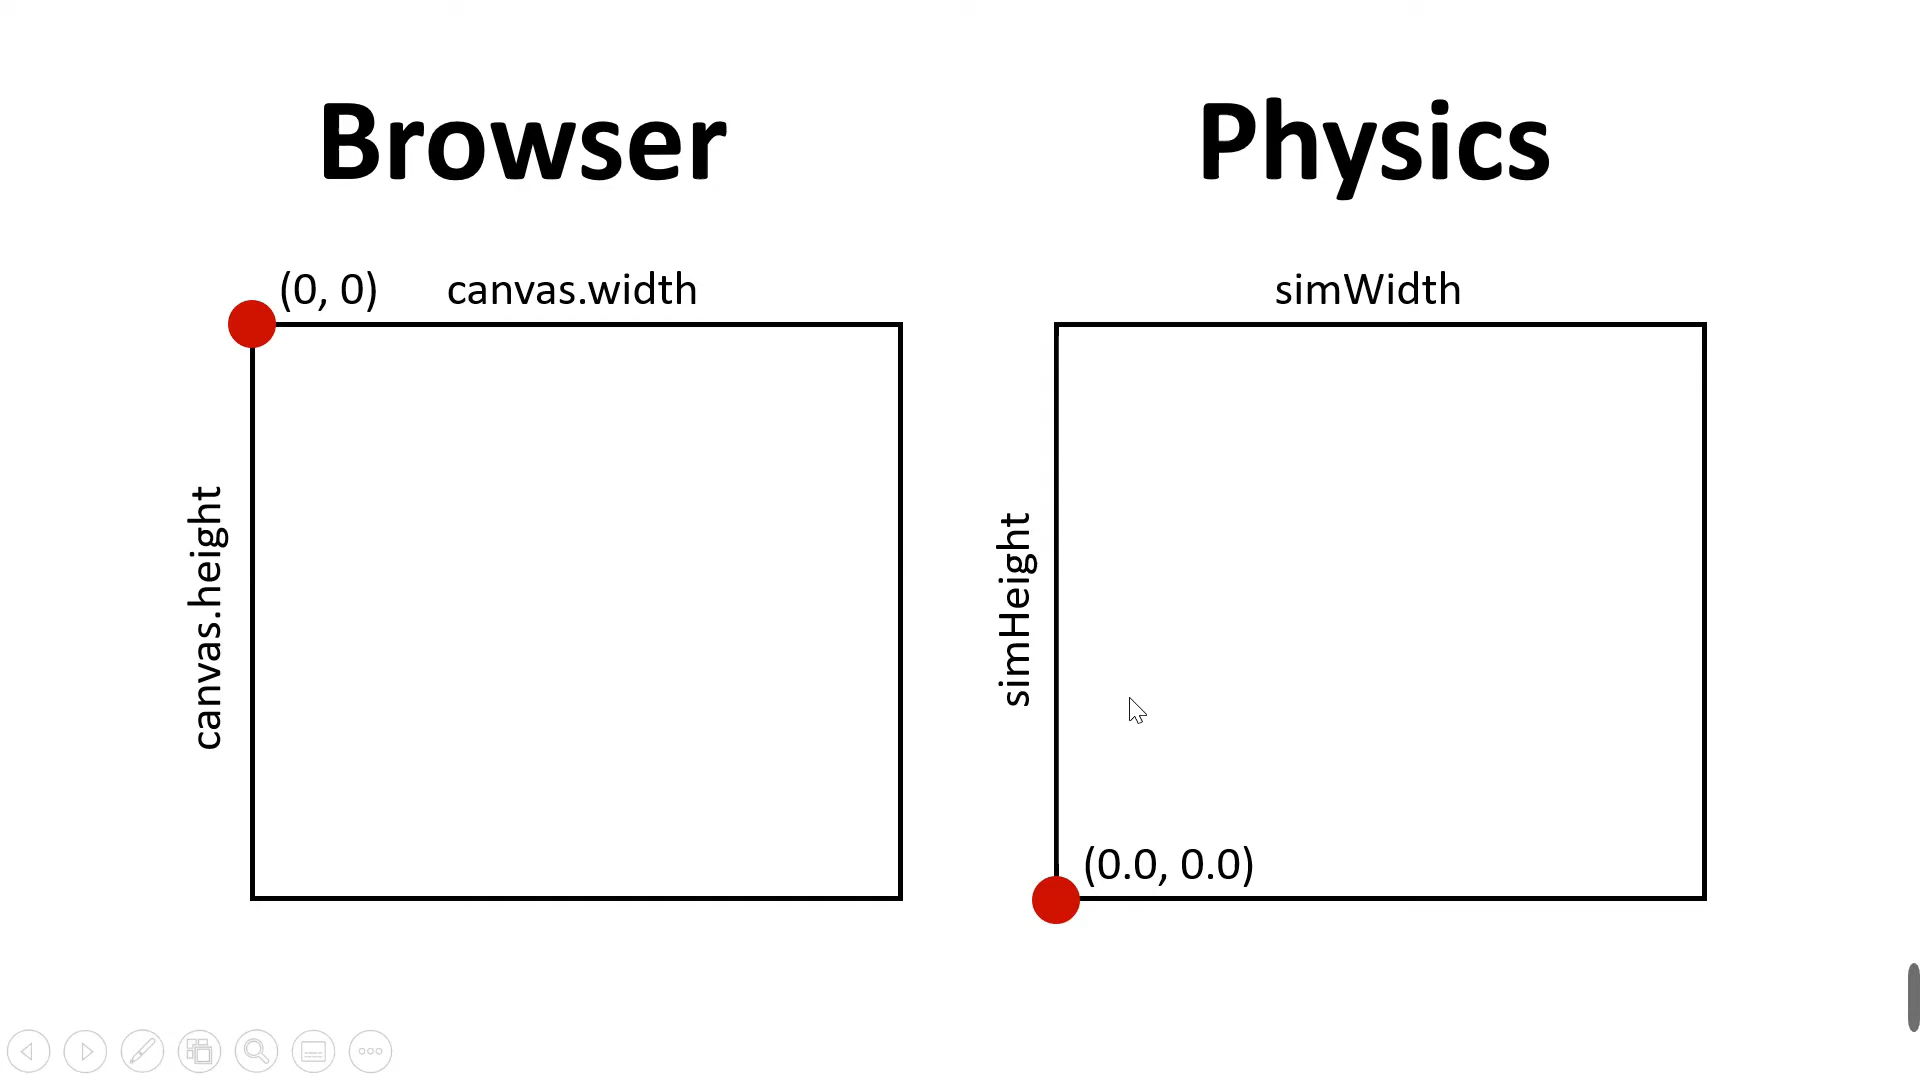 Browser
Physics
(0, 0)
canvas.width
simWidth
canvas.height
simHeight
(0.0, 0.0)